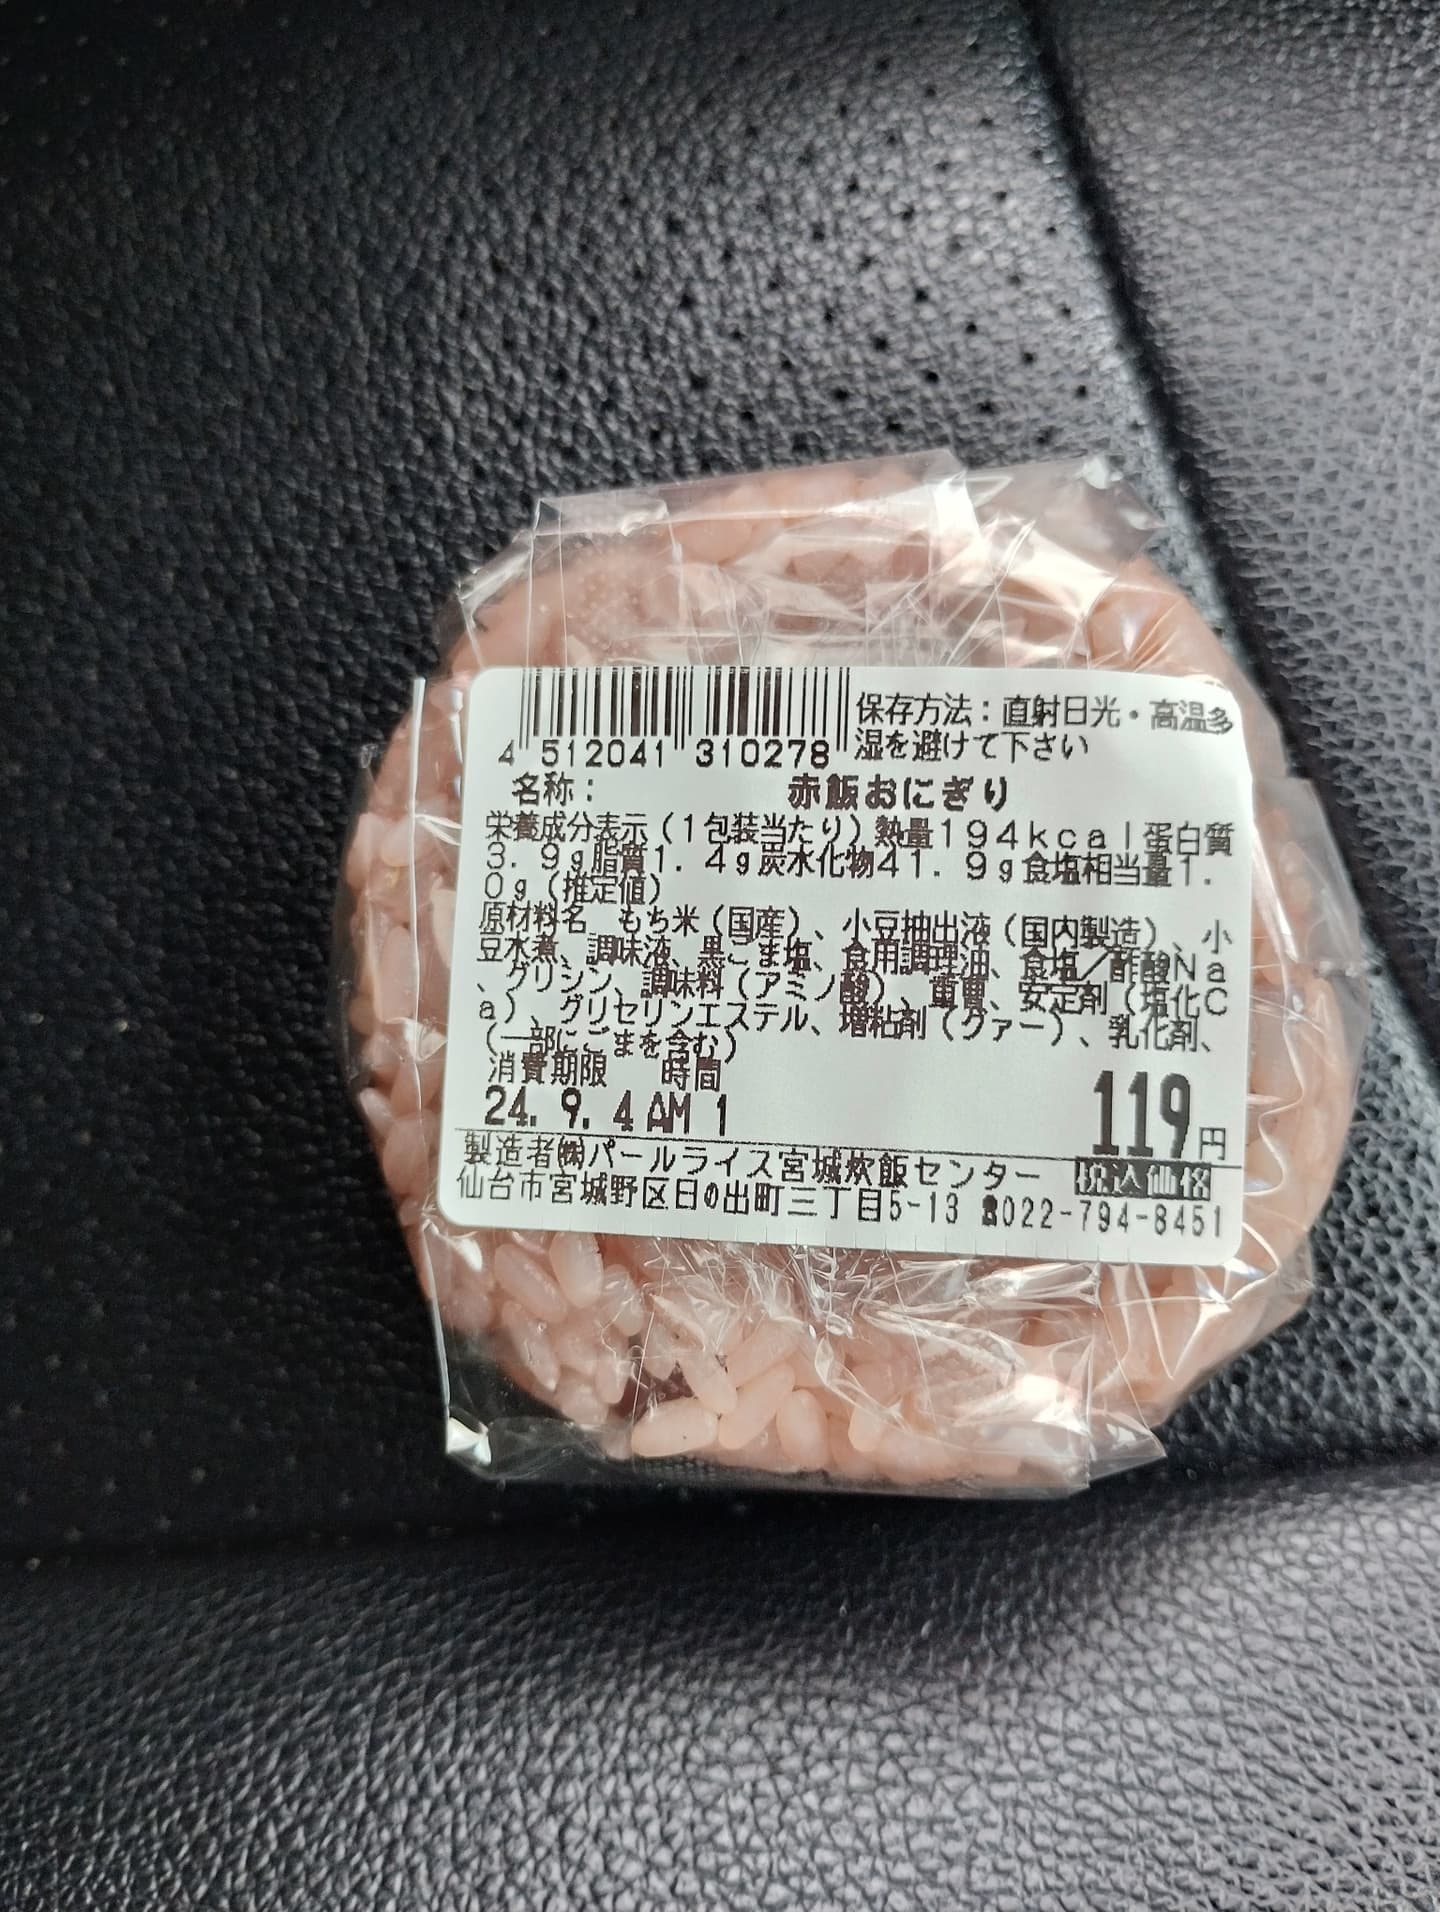 4 512041 310278
保存方法：直射日光・高温多
湿を避けて下さい
名称： 赤飯おにぎり
栄養成分表示（1包装当たり）熱量194kcal蛋白質
3.9g脂質1.4g炭水化物41.9g食塩相当量1.
0g（推定値）
原材料名 もち米（国産）、小豆抽出液（国内製造）、小
豆水煮、調味液、黒ごま塩、食用調理油、食塩／酢酸Na
、グリシン、調味料（アミノ酸）、重曹、安定剤（塩化C
a）、グリセリンエステル、増粘剤（グァー）、乳化剤、
（一部にごまを含む）
消費期限 時間
24.9.4 AM 1
119円
税込価格
製造者㈱パールライス宮城炊飯センター
仙台市宮城野区日の出町三丁目5-13 ☎022-794-8451